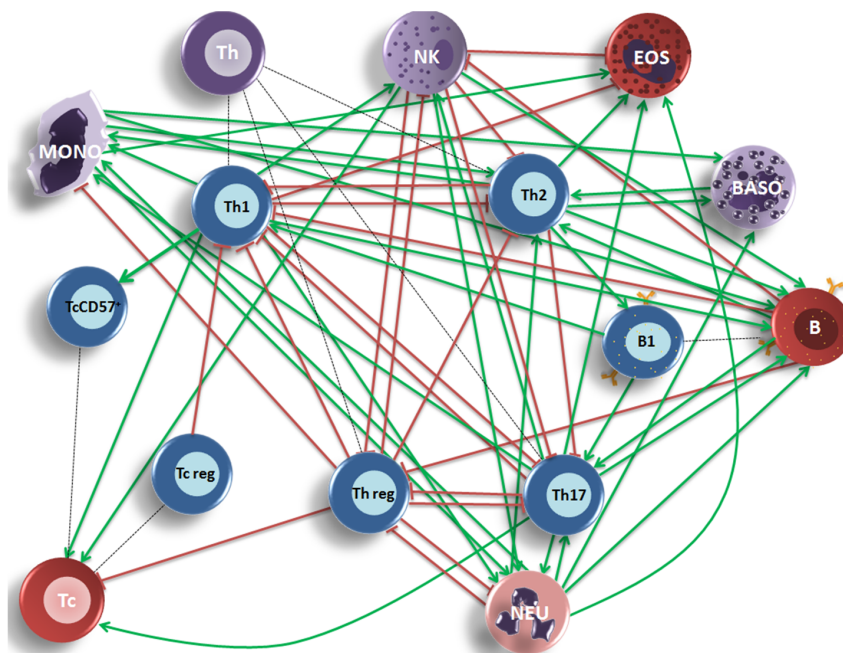 Th
NK
EOS
MONO
Th1
Th2
BASO
TcCD57+
B1
B
Tc reg
Th reg
Th17
Tc
NEU